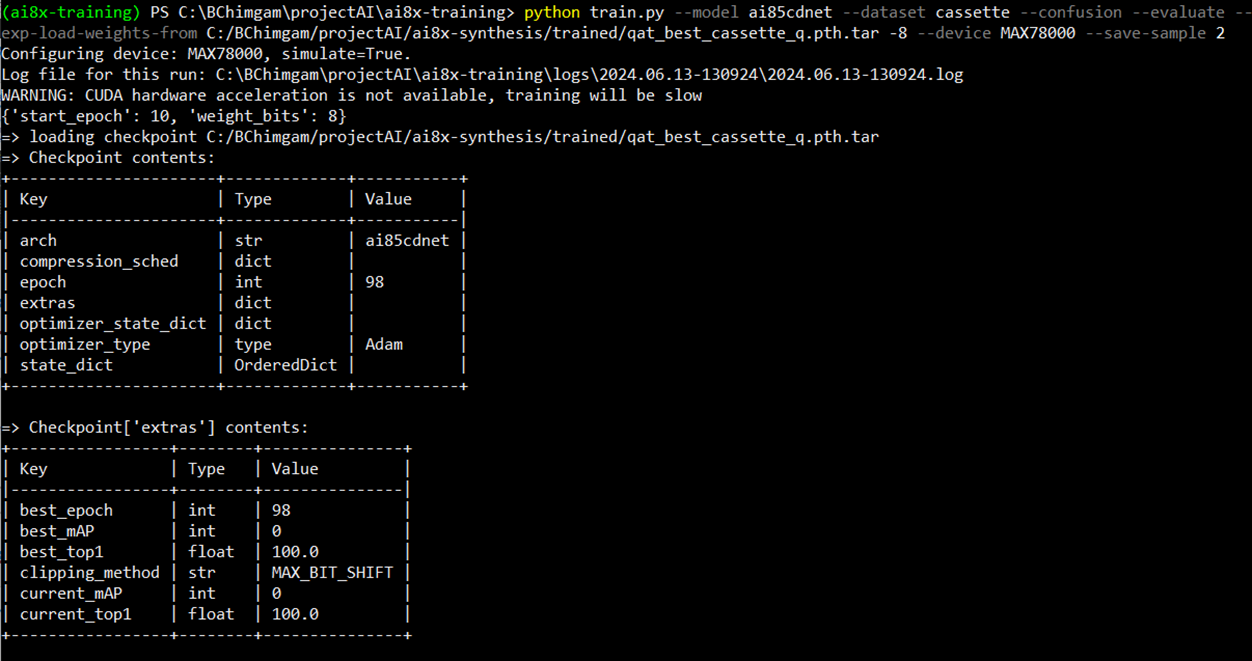 (ai8x-training) PS C:\BChimgam\projectAI\ai8x-training> python train.py --model ai85cdnet --dataset cassette --confusion --evaluate --
exp-load-weights-from C:/BChimgam/projectAI/ai8x-synthesis/trained/qat_best_cassette_q.pth.tar -8 --device MAX78000 --save-sample 2
Configuring device: MAX78000, simulate=True.
Log file for this run: C:\BChimgam\projectAI\ai8x-training\logs\2024.06.13-130924\2024.06.13-130924.log
WARNING: CUDA hardware acceleration is not available, training will be slow
{'start_epoch': 10, 'weight_bits': 8}
=> loading checkpoint C:/BChimgam/projectAI/ai8x-synthesis/trained/qat_best_cassette_q.pth.tar
=> Checkpoint contents:
+----------------------+-------------+-----------+
| Key                  | Type        | Value     |
|----------------------+-------------+-----------|
| arch                 | str         | ai85cdnet |
| compression_sched    | dict        |           |
| epoch                | int         | 98        |
| extras               | dict        |           |
| optimizer_state_dict | dict        |           |
| optimizer_type       | type        | Adam      |
| state_dict           | OrderedDict |           |
+----------------------+-------------+-----------+
=> Checkpoint['extras'] contents:
+-----------------+--------+---------------+
| Key             | Type   | Value         |
|-----------------+--------+---------------|
| best_epoch      | int    | 98            |
| best_mAP        | int    | 0             |
| best_top1       | float  | 100.0         |
| clipping_method | str    | MAX_BIT_SHIFT |
| current_mAP     | int    | 0             |
| current_top1    | float  | 100.0         |
+-----------------+--------+---------------+